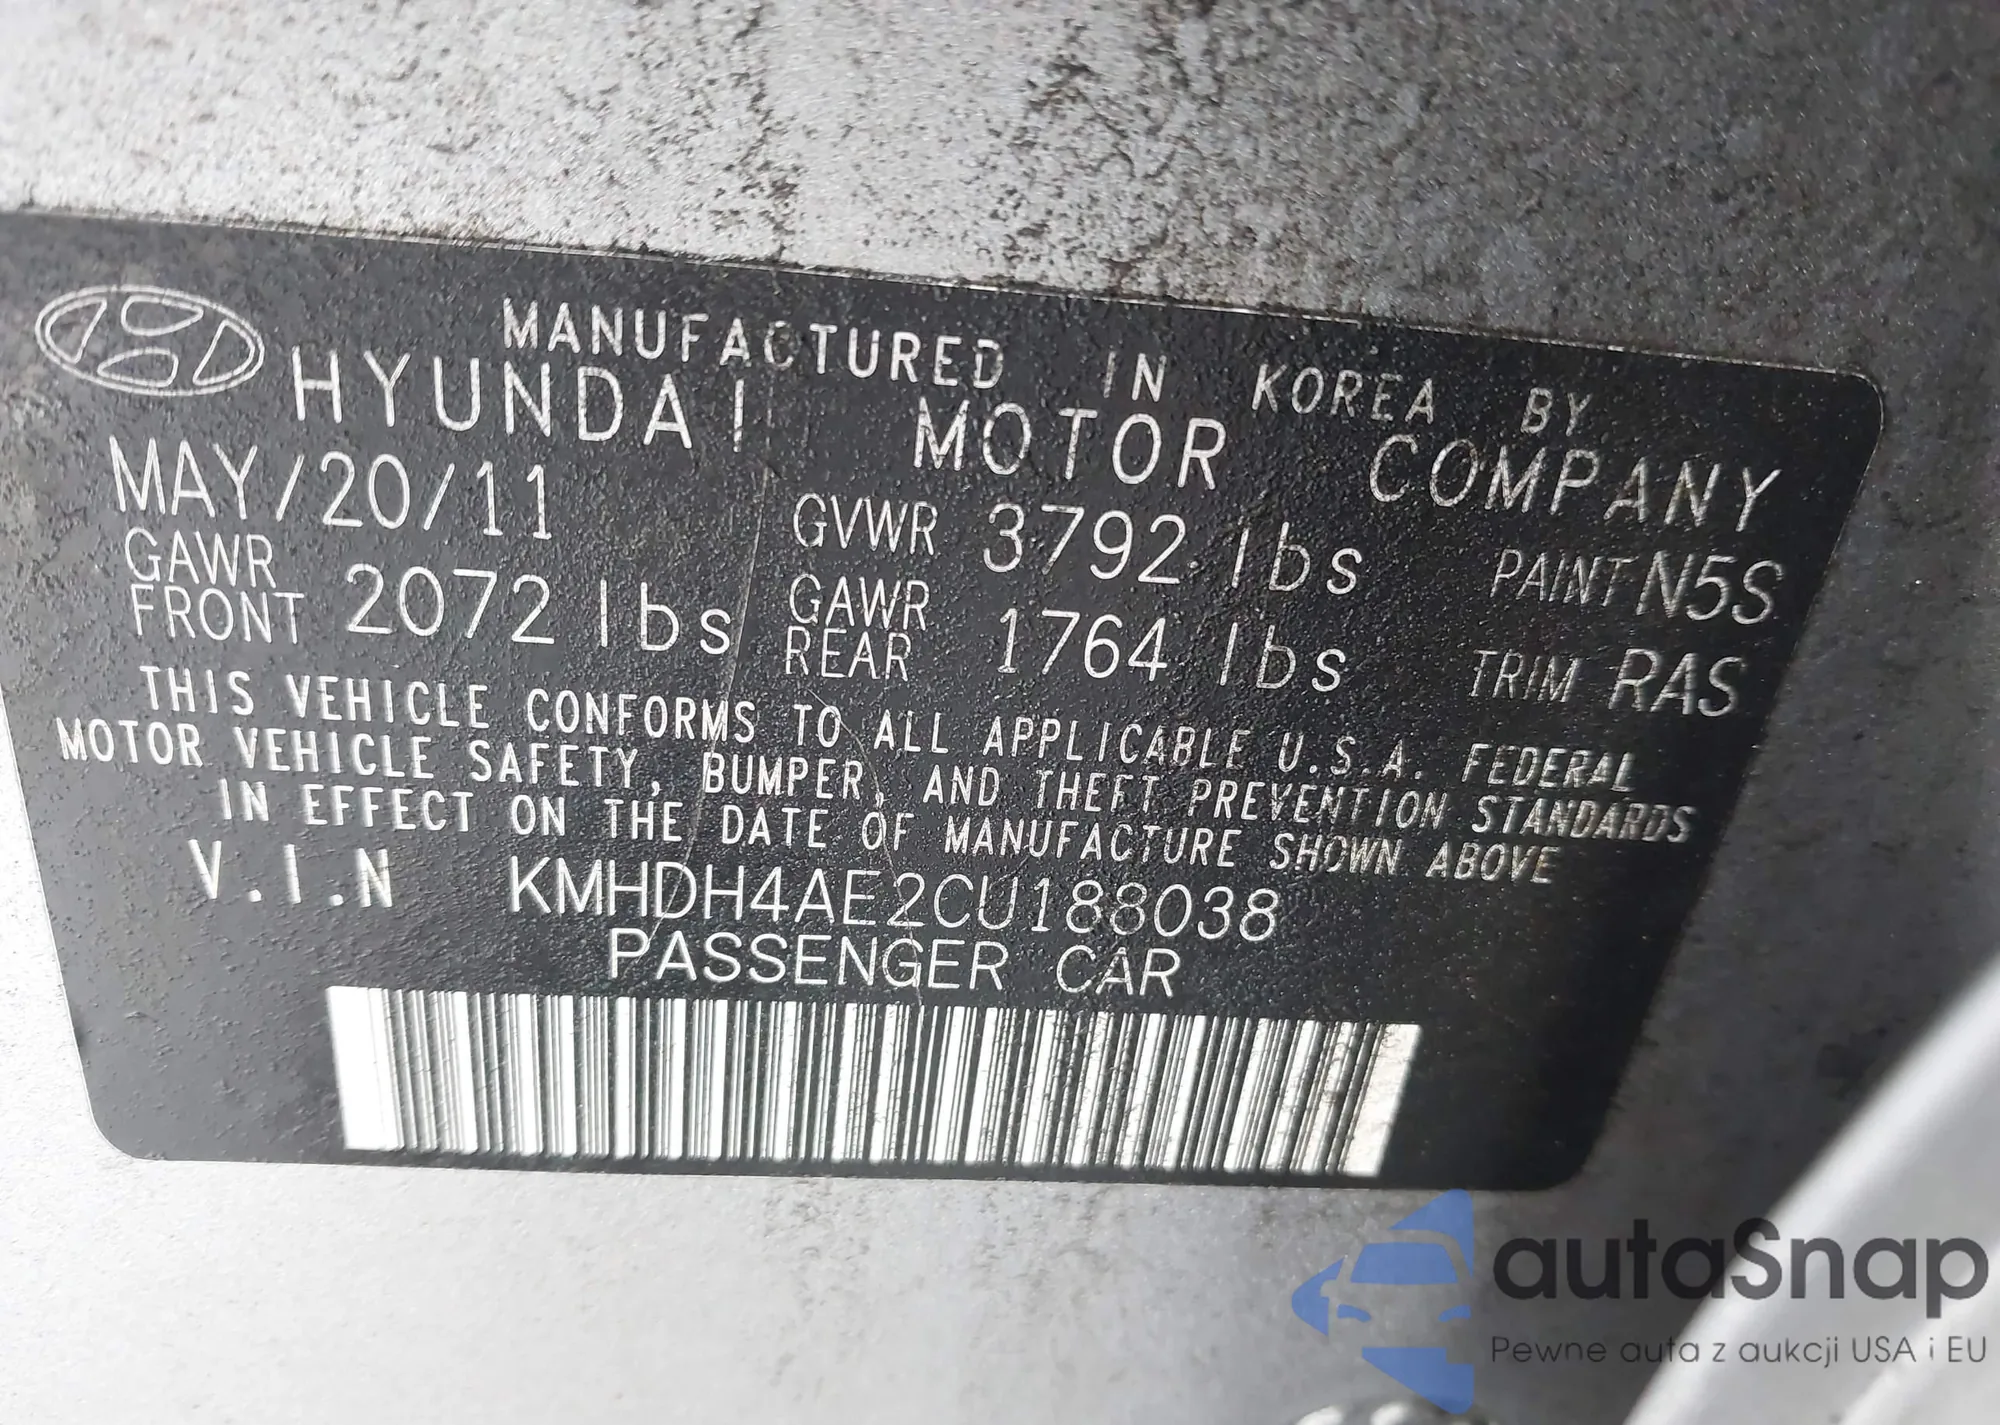 MANUFACTURED IN KOREA BY
HYUNDAI MOTOR COMPANY
MAY/20/11 GVWR 3792 lbs PAINT N5S
GAWR FRONT 2072 lbs GAWR REAR 1764 lbs TRIM RAS
THIS VEHICLE CONFORMS TO ALL APPLICABLE U.S.A. FEDERAL
MOTOR VEHICLE SAFETY, BUMPER, AND THEFT PREVENTION STANDARDS
IN EFFECT ON THE DATE OF MANUFACTURE SHOWN ABOVE
V.I.N KMHDH4AE2CU188038
PASSENGER CAR
autaSnap
Pewne auta z aukcji USA i EU